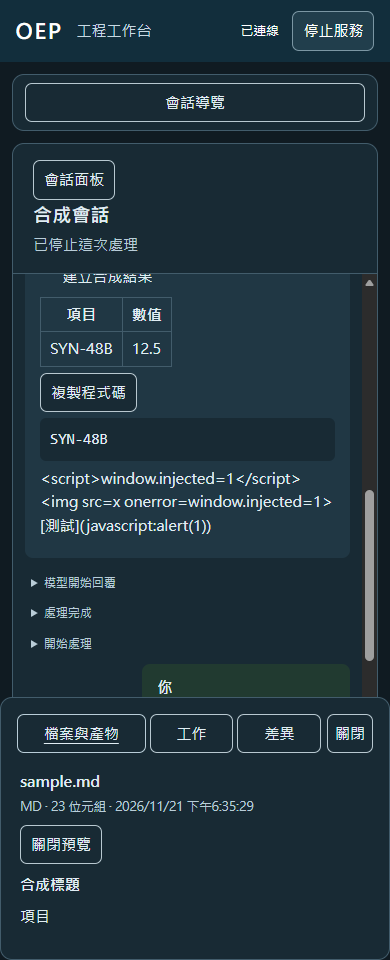 OEP 工程工作台 已連線 停止服務
會話導覽
會話面板
合成會話
已停止這次處理
建立合成結果
項目 數值
SYN-48B 12.5
複製程式碼
SYN-48B
<script>window.injected=1</script>
<img src=x onerror=window.injected=1>
[測試](javascript:alert(1))
▶ 模型開始回覆
▶ 處理完成
▶ 開始處理
你
檔案與產物 工作 差異 關閉
sample.md
MD · 23 位元組 · 2026/11/21 下午6:35:29
關閉預覽
合成標題
項目